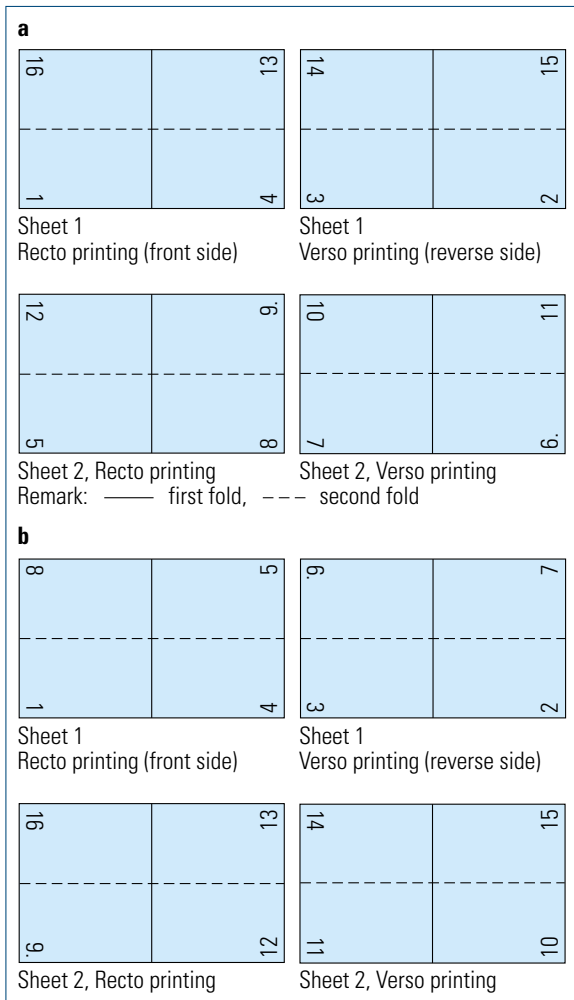 a
16 13 14 15
1 4 3 2
Sheet 1 Sheet 1
Recto printing (front side) Verso printing (reverse side)
12 9. 10 11
5 8 7 6.
Sheet 2, Recto printing Sheet 2, Verso printing
Remark: —— first fold, – – – second fold
b
8 5 6. 7
1 4 3 2
Sheet 1 Sheet 1
Recto printing (front side) Verso printing (reverse side)
16 13 14 15
9. 12 11 10
Sheet 2, Recto printing Sheet 2, Verso printing